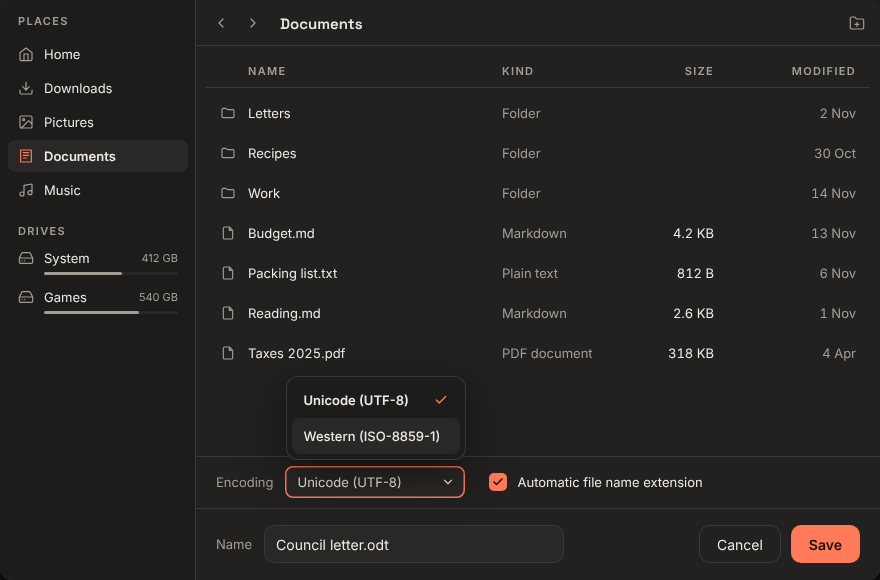 PLACES
Home
Downloads
Pictures
Documents
Music
DRIVES
System 412 GB
Games 540 GB
Documents
NAME KIND SIZE MODIFIED
Letters Folder 2 Nov
Recipes Folder 30 Oct
Work Folder 14 Nov
Budget.md Markdown 4.2 KB 13 Nov
Packing list.txt Plain text 812 B 6 Nov
Reading.md Markdown 2.6 KB 1 Nov
Taxes 2025.pdf PDF document 318 KB 4 Apr
Unicode (UTF-8)
Western (ISO-8859-1)
Encoding Unicode (UTF-8) Automatic file name extension
Name Council letter.odt Cancel Save